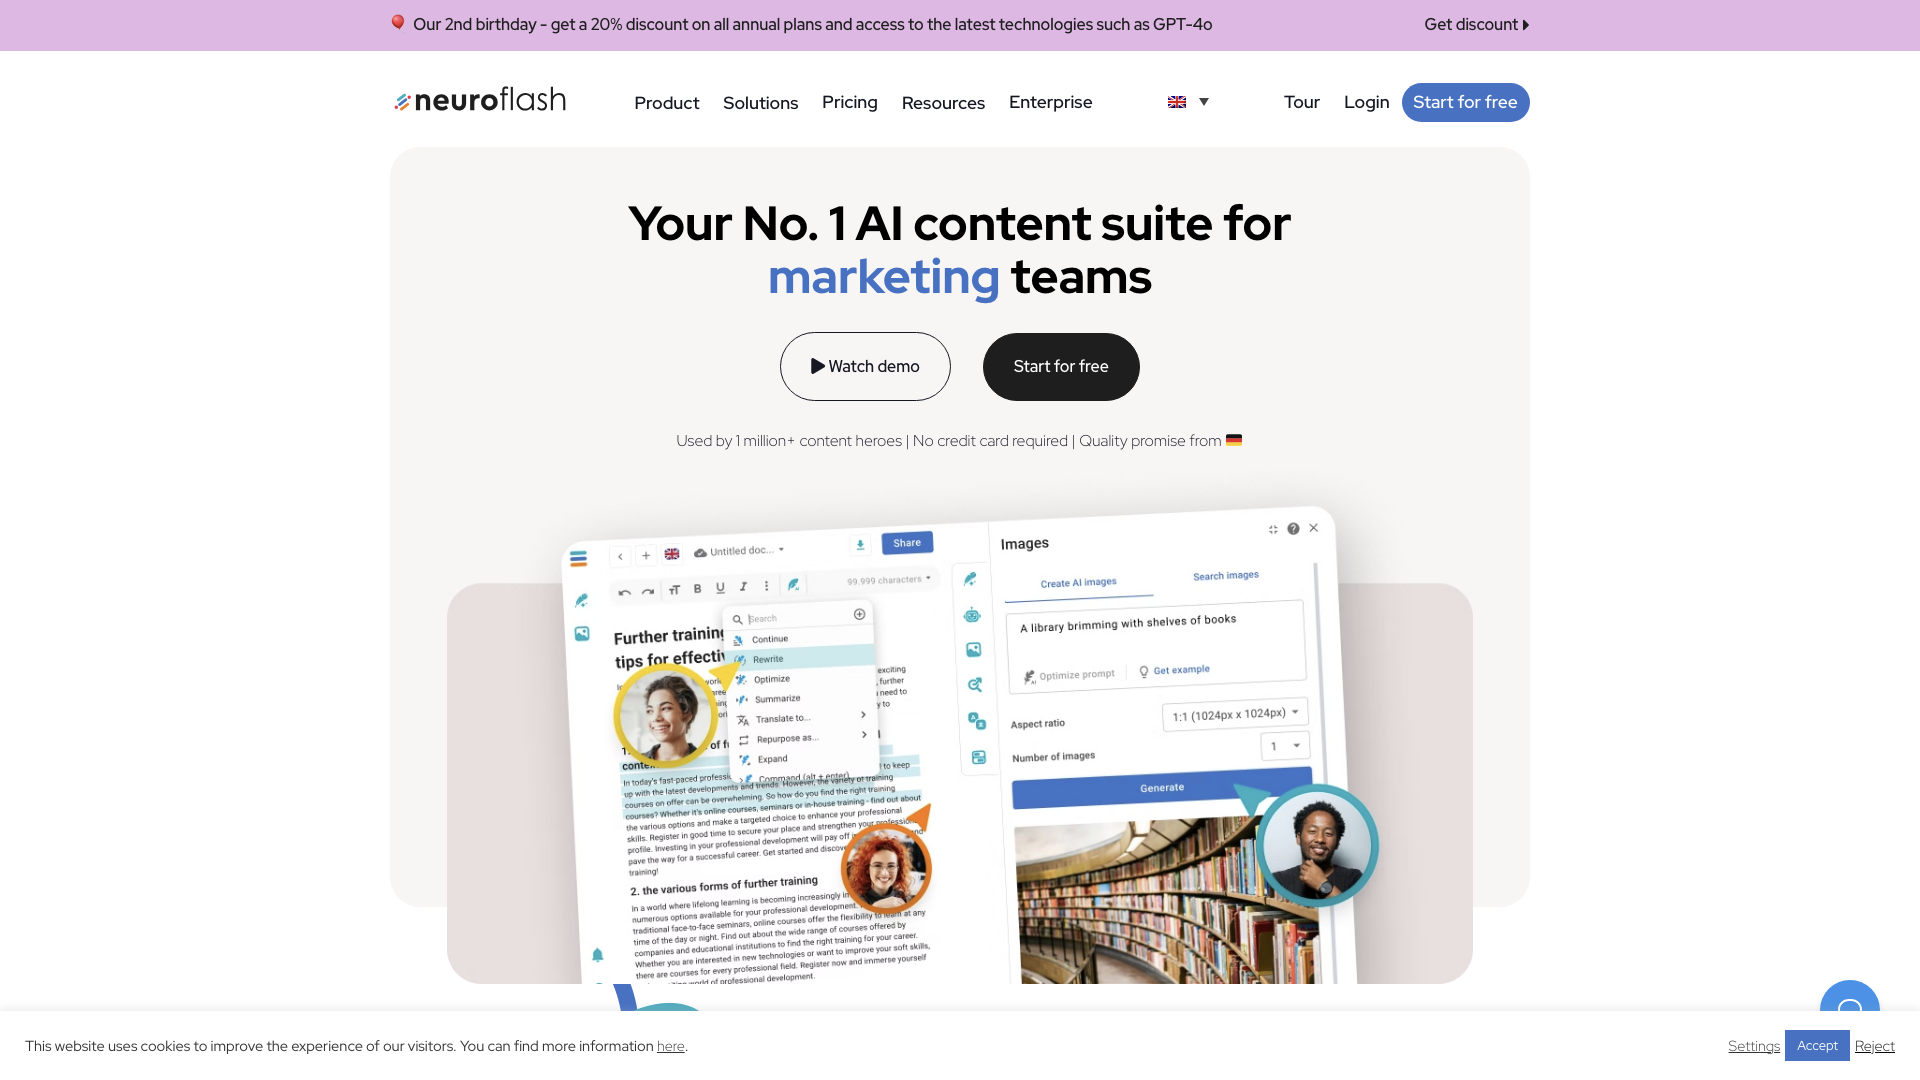 Our 2nd birthday - get a 20% discount on all annual plans and access to the latest technologies such as GPT-4o
Get discount
neuroflash
Product
Solutions
Pricing
Resources
Enterprise
Tour
Login
Start for free
Your No. 1 AI content suite for
marketing teams
Watch demo
Start for free
Used by 1 million+ content heroes | No credit card required | Quality promise from
Untitled doc...
Share
99.999 characters
Further training
tips for effectiv
Search
Continue
Rewrite
Optimize
Summarize
Translate to...
Repurpose as...
Expand
Command (alt + enter)
exciting
further
need to
to keep
In today's fast-paced professi
up with the latest developments and trends. However, the variety of training
courses on offer can be overwhelming. So how do you find the right training
courses? Whether it's online courses, seminars or in-house training - find out about
the various options and make a targeted choice to enhance your professional
skills. Register in good time to secure your place and strengthen your profession
profile. Investing in your professional development will pay off i
pave the way for a successful career. Get started and discov
training!
2. the various forms of further training
In a world where lifelong learning is becoming increasingly i
numerous options available for your professional development.
traditional face-to-face seminars, online courses offer the flexibility to learn at any
time of the day or night. Find out about the wide range of courses offered by
companies and educational institutions to find the right training for your career.
Whether you are interested in new technologies or want to improve your soft skills,
there are courses for every professional field. Register now and immerse yourself
world of professional development.
Images
Create AI images
Search images
A library brimming with shelves of books
Optimize prompt
Get example
Aspect ratio
1:1 (1024px x 1024px)
Number of images
1
Generate
This website uses cookies to improve the experience of our visitors. You can find more information here.
Settings
Accept
Reject